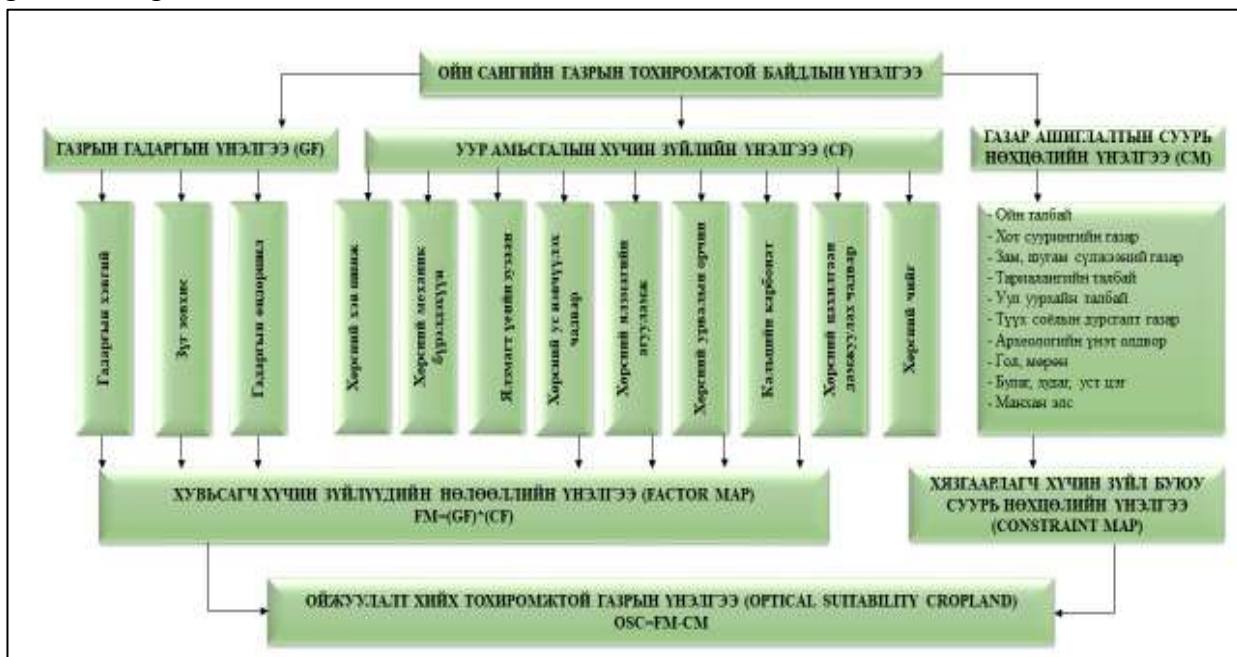 ОЙН САНГИЙН ГАЗРЫН ТОХИРОМЖТОЙ БАЙДЛЫН ҮНЭЛГЭЭ
ГАЗРЫН ГАДАРГЫН ҮНЭЛГЭЭ (GF)
УУР АМЬСГАЛЫН ХҮЧИН ЗҮЙЛИЙН ҮНЭЛГЭЭ (CF)
ГАЗАР АШИГЛАЛТЫН СУУРЬ
НӨХЦӨЛИЙН ҮНЭЛГЭЭ (CM)
Гадаргын хэвгий
Зүг зовхис
Гадаргын өндөршил
Хөрсний хэв шинж
Хөрсний механик
бүрэлдэхүүн
Ялзмагт үеийн зузаан
Хөрсний ус нэвчүүлэх
чадвар
Хөрсний ялзмагийн
агууламж
Хөрсний урвалын орчин
Кальцийн карбонат
Хөрсний цахилгаан
дамжуулах чадвар
Хөрсний чийг
- Ойн талбай
- Хот суурингийн газар
- Зам, шугам сүлжээний газар
- Тариалангийн талбай
- Уул уурхайн талбай
- Түүх соёлын дурсгалт газар
- Археологийн үнэт олдвор
- Гол, мөрөн
- Булаг, худаг, уст цэг
- Манхан элс
ХУВЬСАГЧ ХҮЧИН ЗҮЙЛҮҮДИЙН НӨЛӨӨЛЛИЙН ҮНЭЛГЭЭ (FACTOR MAP)
FM=(GF)*(CF)
ХЯЗГААРЛАГЧ ХҮЧИН ЗҮЙЛ БУЮУ
СУУРЬ НӨХЦӨЛИЙН ҮНЭЛГЭЭ
(CONSTRAINT MAP)
ОЙЖУУЛАЛТ ХИЙХ ТОХИРОМЖТОЙ ГАЗРЫН ҮНЭЛГЭЭ (OPTICAL SUITABILITY CROPLAND)
OSC=FM-CM